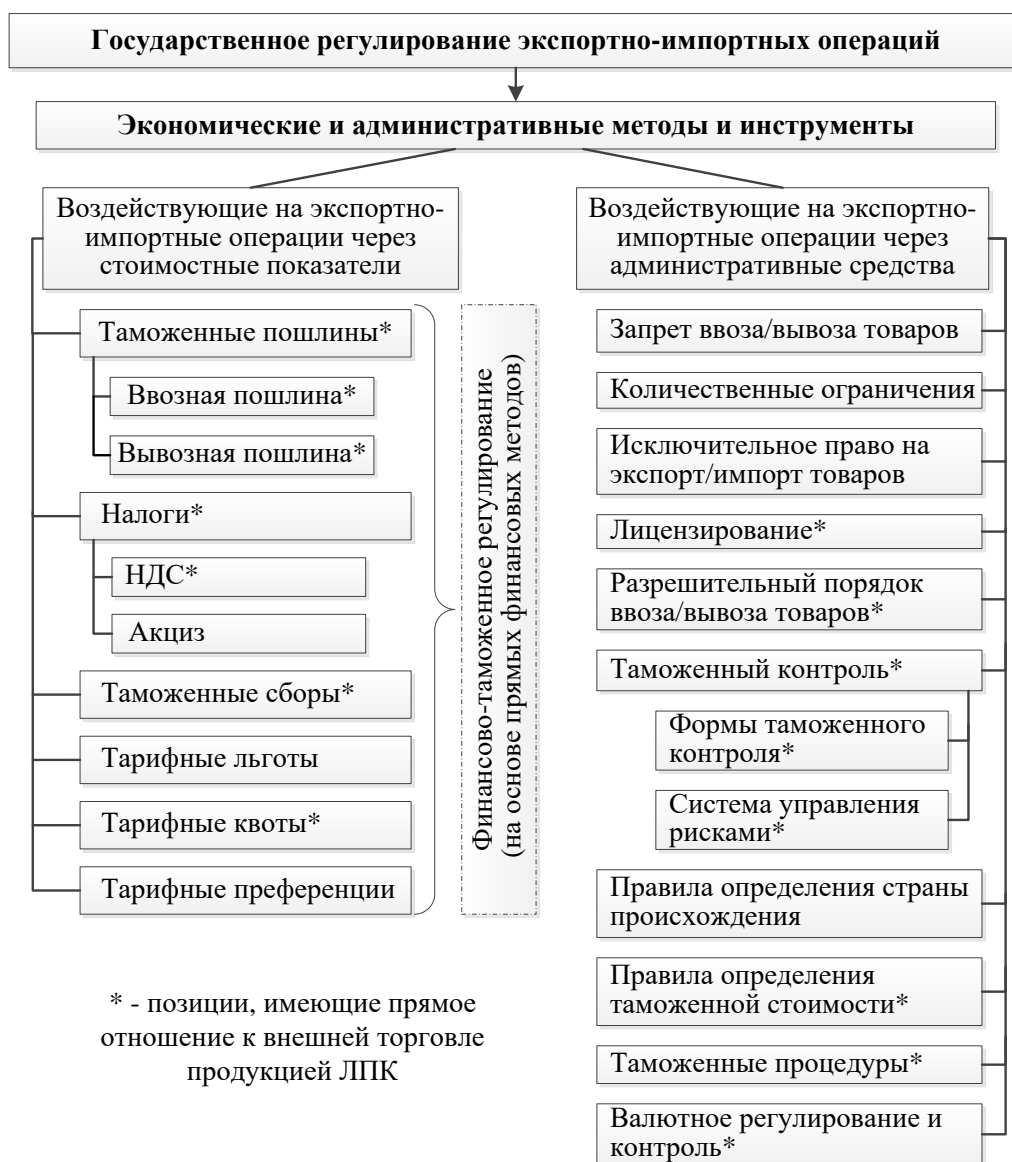 Государственное регулирование экспортно-импортных операций
Экономические и административные методы и инструменты
Воздействующие на экспортно-
импортные операции через
стоимостные показатели
Таможенные пошлины*
Ввозная пошлина*
Вывозная пошлина*
Налоги*
НДС*
Акциз
Таможенные сборы*
Тарифные льготы
Тарифные квоты*
Тарифные преференции
Финансово-таможенное регулирование
(на основе прямых финансовых методов)
* - позиции, имеющие прямое
отношение к внешней торговле
продукцией ЛПК
Воздействующие на экспортно-
импортные операции через
административные средства
Запрет ввоза/вывоза товаров
Количественные ограничения
Исключительное право на
экспорт/импорт товаров
Лицензирование*
Разрешительный порядок
ввоза/вывоза товаров*
Таможенный контроль*
Формы таможенного
контроля*
Система управления
рисками*
Правила определения страны
происхождения
Правила определения
таможенной стоимости*
Таможенные процедуры*
Валютное регулирование и
контроль*